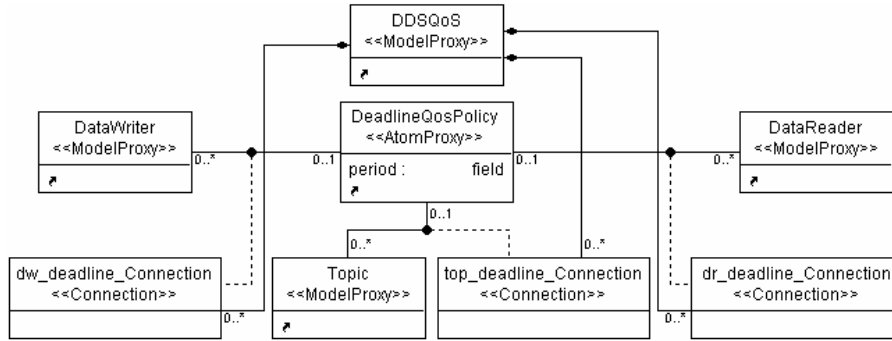 DDSQoS
<<ModelProxy>>
DataWriter
<<ModelProxy>>
0..*
DeadlineQosPolicy
<<AtomProxy>>
period : field
0..1
0..1
0..1
DataReader
<<ModelProxy>>
0..*
dw_deadline_Connection
<<Connection>>
0..*
0..*
Topic
<<ModelProxy>>
0..*
top_deadline_Connection
<<Connection>>
0..*
dr_deadline_Connection
<<Connection>>